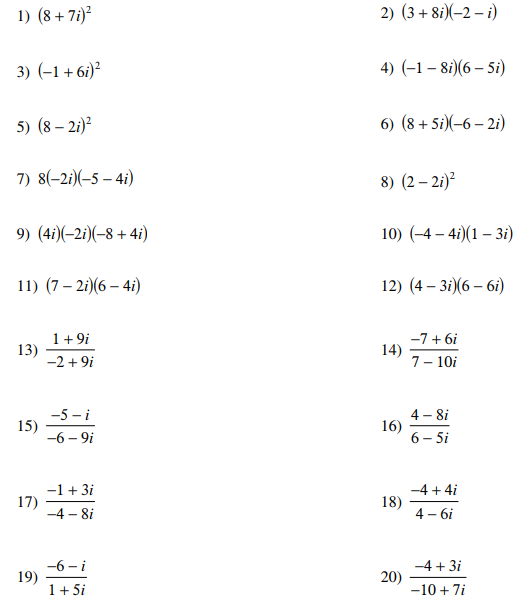 1) (8 + 7i)² 2) (3 + 8i)(−2 − i)
3) (−1 + 6i)² 4) (−1 − 8i)(6 − 5i)
5) (8 − 2i)² 6) (8 + 5i)(−6 − 2i)
7) 8(−2i)(−5 − 4i) 8) (2 − 2i)²
9) (4i)(−2i)(−8 + 4i) 10) (−4 − 4i)(1 − 3i)
11) (7 − 2i)(6 − 4i) 12) (4 − 3i)(6 − 6i)
13) 1 + 9i / −2 + 9i 14) −7 + 6i / 7 − 10i
15) −5 − i / −6 − 9i 16) 4 − 8i / 6 − 5i
17) −1 + 3i / −4 − 8i 18) −4 + 4i / 4 − 6i
19) −6 − i / 1 + 5i 20) −4 + 3i / −10 + 7i